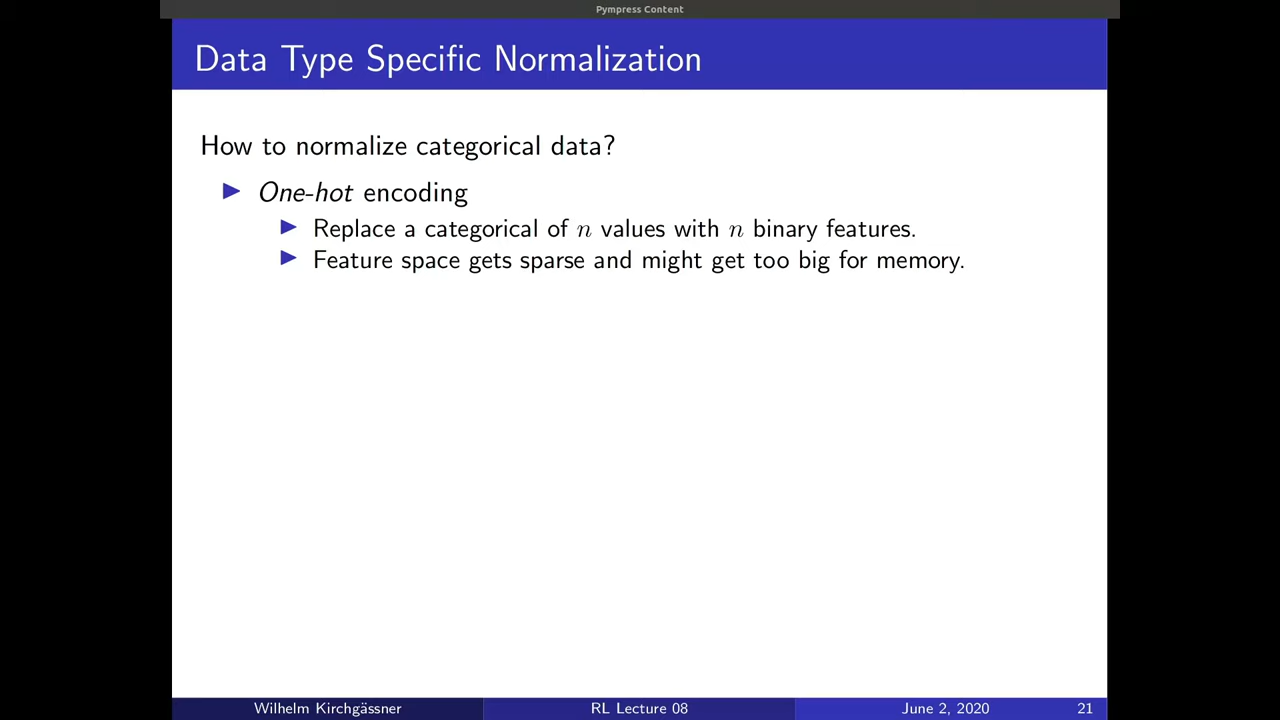 Pympress Content
Data Type Specific Normalization
How to normalize categorical data?
One-hot encoding
Replace a categorical of n values with n binary features.
Feature space gets sparse and might get too big for memory.
Wilhelm Kirchgässner RL Lecture 08 June 2, 2020 21